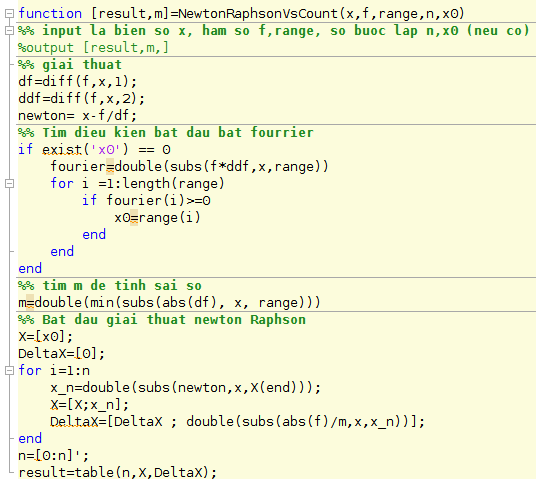 function [result,m]=NewtonRaphsonVsCount(x,f,range,n,x0)
%% input la bien so x, ham so f,range, so buoc lap n,x0 (neu co)
%output [result,m,]
%% giai thuat
df=diff(f,x,1);
ddf=diff(f,x,2);
newton= x-f/df;
%% Tim dieu kien bat dau bat fourrier
if exist('x0') == 0
    fourier=double(subs(f*ddf,x,range))
    for i =1:length(range)
        if fourier(i)>=0
            x0=range(i)
        end
    end
end
%% tim m de tinh sai so
m=double(min(subs(abs(df), x, range)))
%% Bat dau giai thuat newton Raphson
X=[x0];
DeltaX=[0];
for i=1:n
    x_n=double(subs(newton,x,X(end)));
    X=[X;x_n];
    DeltaX=[DeltaX ; double(subs(abs(f)/m,x,x_n))];
end
n=[0:n]';
result=table(n,X,DeltaX);